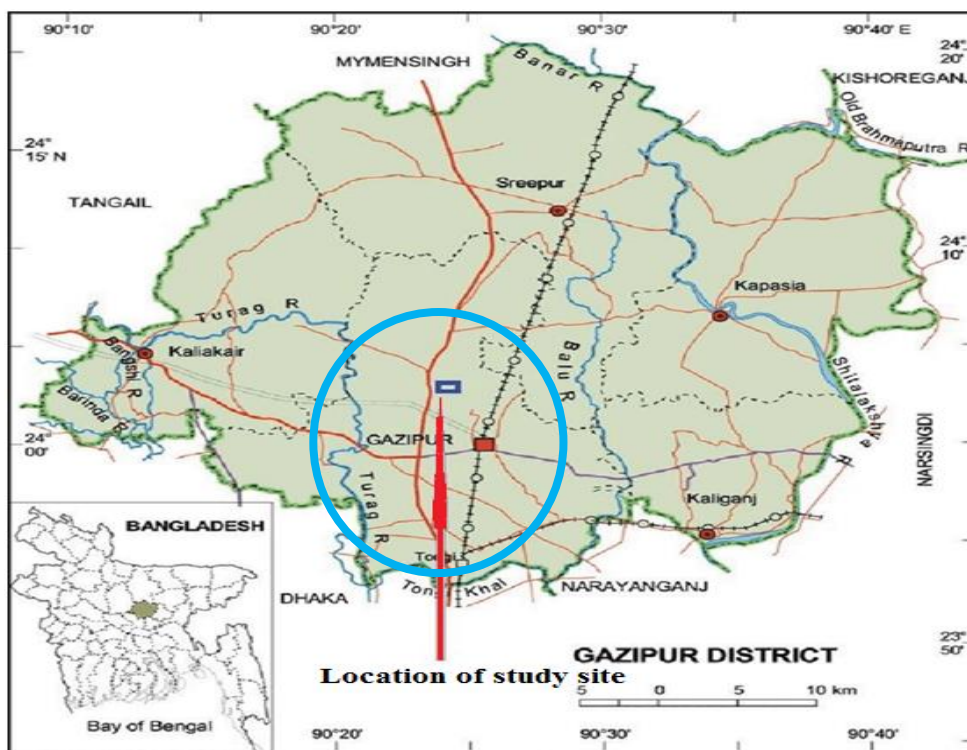 90°10'
90°20'
90°30'
90°40' E
24°
20'
MYMENSINGH
Banar R
KISHOREGANJ
Old Brahmaputra R
24°
15' N
TANGAIL
Sreepur
24°
10'
Kapasia
Turag R
Kaliakair
Bangshi R
Balu R
Shitalakshya R
24°
00'
GAZIPUR
NARSINGDI
Turag R
Kaliganj
BANGLADESH
DHAKA
Khal
NARAYANGANJ
23°
50'
GAZIPUR DISTRICT
Location of study site
5 0 5 10 km
Bay of Bengal
90°20'
90°30'
90°40'